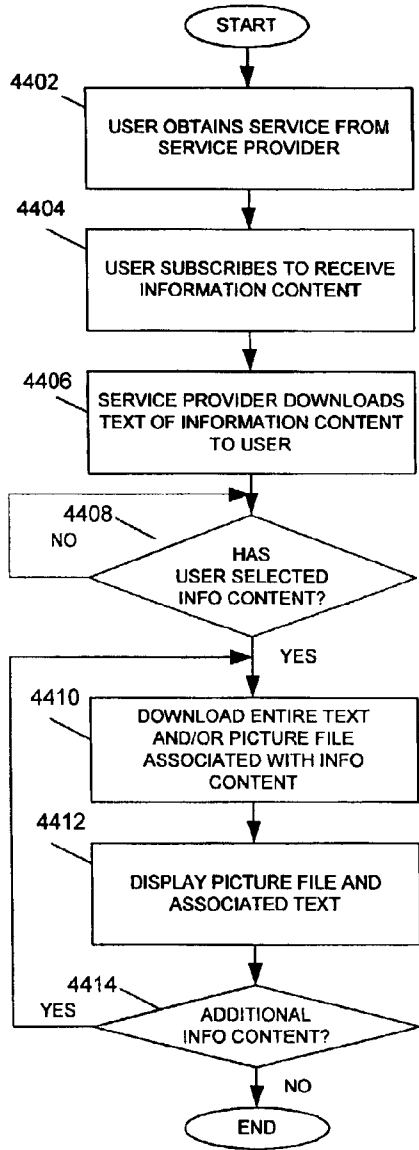 START
4402
USER OBTAINS SERVICE FROM
SERVICE PROVIDER
4404
USER SUBSCRIBES TO RECEIVE
INFORMATION CONTENT
4406
SERVICE PROVIDER DOWNLOADS
TEXT OF INFORMATION CONTENT
TO USER
4408
NO
HAS
USER SELECTED
INFO CONTENT?
YES
4410
DOWNLOAD ENTIRE TEXT
AND/OR PICTURE FILE
ASSOCIATED WITH INFO
CONTENT
4412
DISPLAY PICTURE FILE AND
ASSOCIATED TEXT
4414
YES
ADDITIONAL
INFO CONTENT?
NO
END